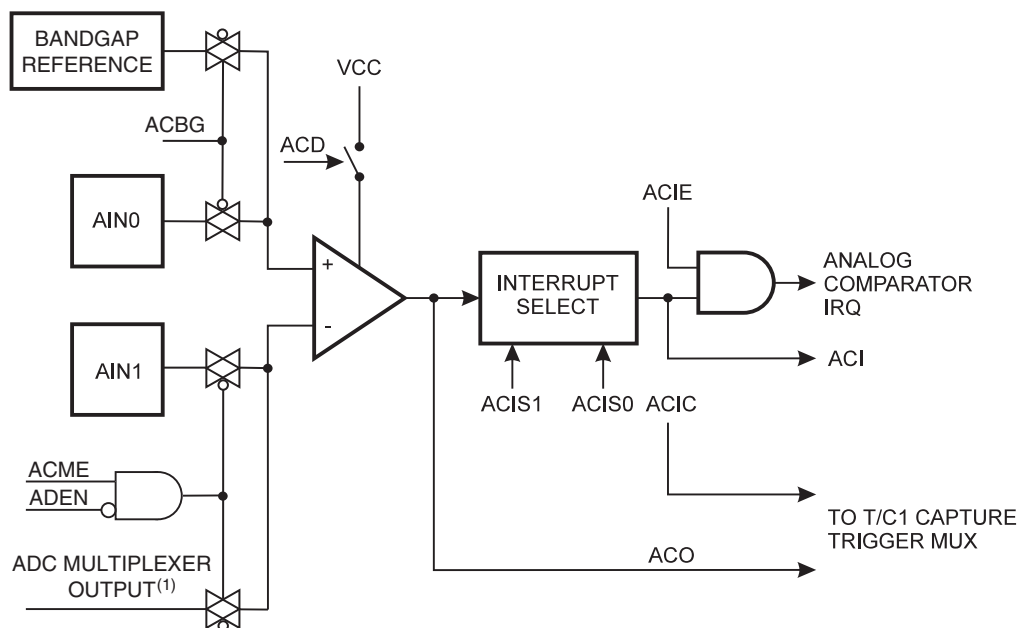 BANDGAP
REFERENCE
VCC
ACBG
ACD
AIN0
ACIE
+
INTERRUPT
SELECT
ANALOG
COMPARATOR
IRQ
-
AIN1
ACI
ACIS1
ACIS0
ACIC
ACME
ADEN
TO T/C1 CAPTURE
TRIGGER MUX
ADC MULTIPLEXER
OUTPUT(1)
ACO